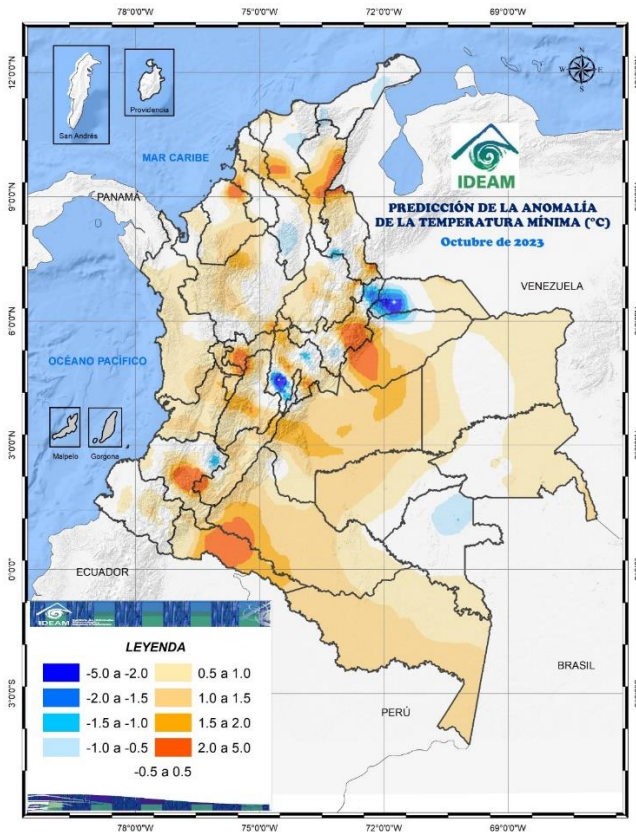 78°0'0"W
75°0'0"W
72°0'0"W
69°0'0"W
12°0'0"N
9°0'0"N
6°0'0"N
3°0'0"N
0°0'0"
3°0'0"S
San Andrés
Providencia
N
W
E
S
MAR CARIBE
IDEAM
PREDICCIÓN DE LA ANOMALÍA
DE LA TEMPERATURA MÍNIMA (°C)
Octubre de 2023
PANAMÁ
VENEZUELA
OCÉANO PACÍFICO
Malpelo
Gorgona
ECUADOR
BRASIL
PERÚ
IDEAM
LEYENDA
-5.0 a -2.0
0.5 a 1.0
-2.0 a -1.5
1.0 a 1.5
-1.5 a -1.0
1.5 a 2.0
-1.0 a -0.5
2.0 a 5.0
-0.5 a 0.5
78°0'0"W
75°0'0"W
72°0'0"W
69°0'0"W